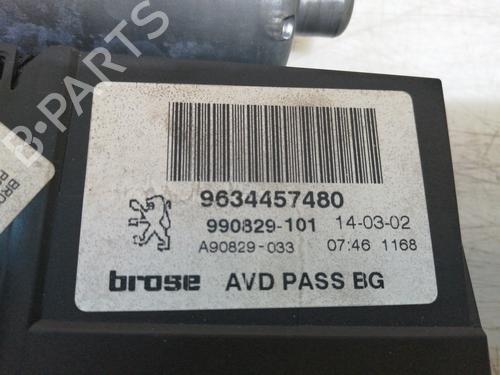 B-PARTS
9634457480
990829-101 14-03-02
A90829-033 07:46 1168
brose AVD PASS BG